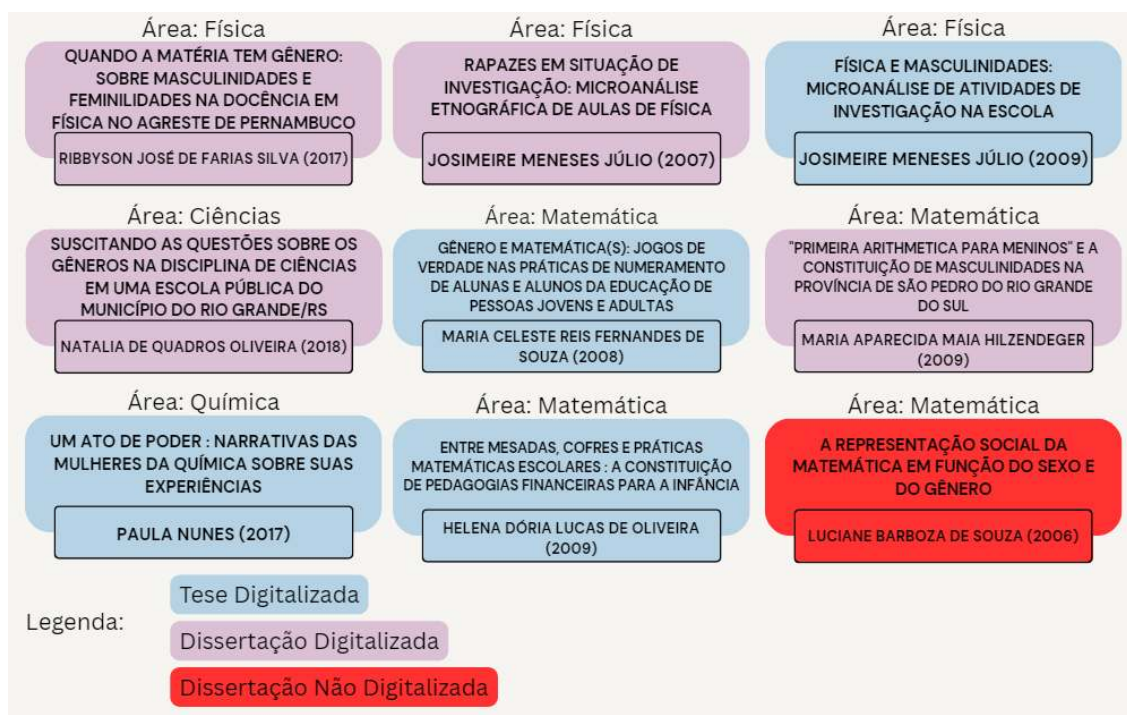 Área: Física
QUANDO A MATÉRIA TEM GÊNERO:
SOBRE MASCULINIDADES E
FEMINILIDADES NA DOCÊNCIA EM
FÍSICA NO AGRESTE DE PERNAMBUCO
RIBBYSON JOSÉ DE FARIAS SILVA (2017)
Área: Física
RAPAZES EM SITUAÇÃO DE
INVESTIGAÇÃO: MICROANÁLISE
ETNOGRÁFICA DE AULAS DE FÍSICA
JOSIMEIRE MENESES JÚLIO (2007)
Área: Física
FÍSICA E MASCULINIDADES:
MICROANÁLISE DE ATIVIDADES DE
INVESTIGAÇÃO NA ESCOLA
JOSIMEIRE MENESES JÚLIO (2009)
Área: Ciências
SUSCITANDO AS QUESTÕES SOBRE OS
GÊNEROS NA DISCIPLINA DE CIÊNCIAS
EM UMA ESCOLA PÚBLICA DO
MUNICÍPIO DO RIO GRANDE/RS
NATALIA DE QUADROS OLIVEIRA (2018)
Área: Matemática
GÊNERO E MATEMÁTICA(S): JOGOS DE
VERDADE NAS PRÁTICAS DE NUMERAMENTO
DE ALUNAS E ALUNOS DA EDUCAÇÃO DE
PESSOAS JOVENS E ADULTAS
MARIA CELESTE REIS FERNANDES DE
SOUZA (2008)
Área: Matemática
"PRIMEIRA ARITHMETICA PARA MENINOS" E A
CONSTITUIÇÃO DE MASCULINIDADES NA
PROVÍNCIA DE SÃO PEDRO DO RIO GRANDE
DO SUL
MARIA APARECIDA MAIA HILZENDEGER
(2009)
Área: Química
UM ATO DE PODER : NARRATIVAS DAS
MULHERES DA QUÍMICA SOBRE SUAS
EXPERIÊNCIAS
PAULA NUNES (2017)
Área: Matemática
ENTRE MESADAS, COFRES E PRÁTICAS
MATEMÁTICAS ESCOLARES : A CONSTITUIÇÃO
DE PEDAGOGIAS FINANCEIRAS PARA A INFÂNCIA
HELENA DÓRIA LUCAS DE OLIVEIRA
(2009)
Área: Matemática
A REPRESENTAÇÃO SOCIAL DA
MATEMÁTICA EM FUNÇÃO DO SEXO E
DO GÊNERO
LUCIANE BARBOZA DE SOUZA (2006)
Legenda:
Tese Digitalizada
Dissertação Digitalizada
Dissertação Não Digitalizada